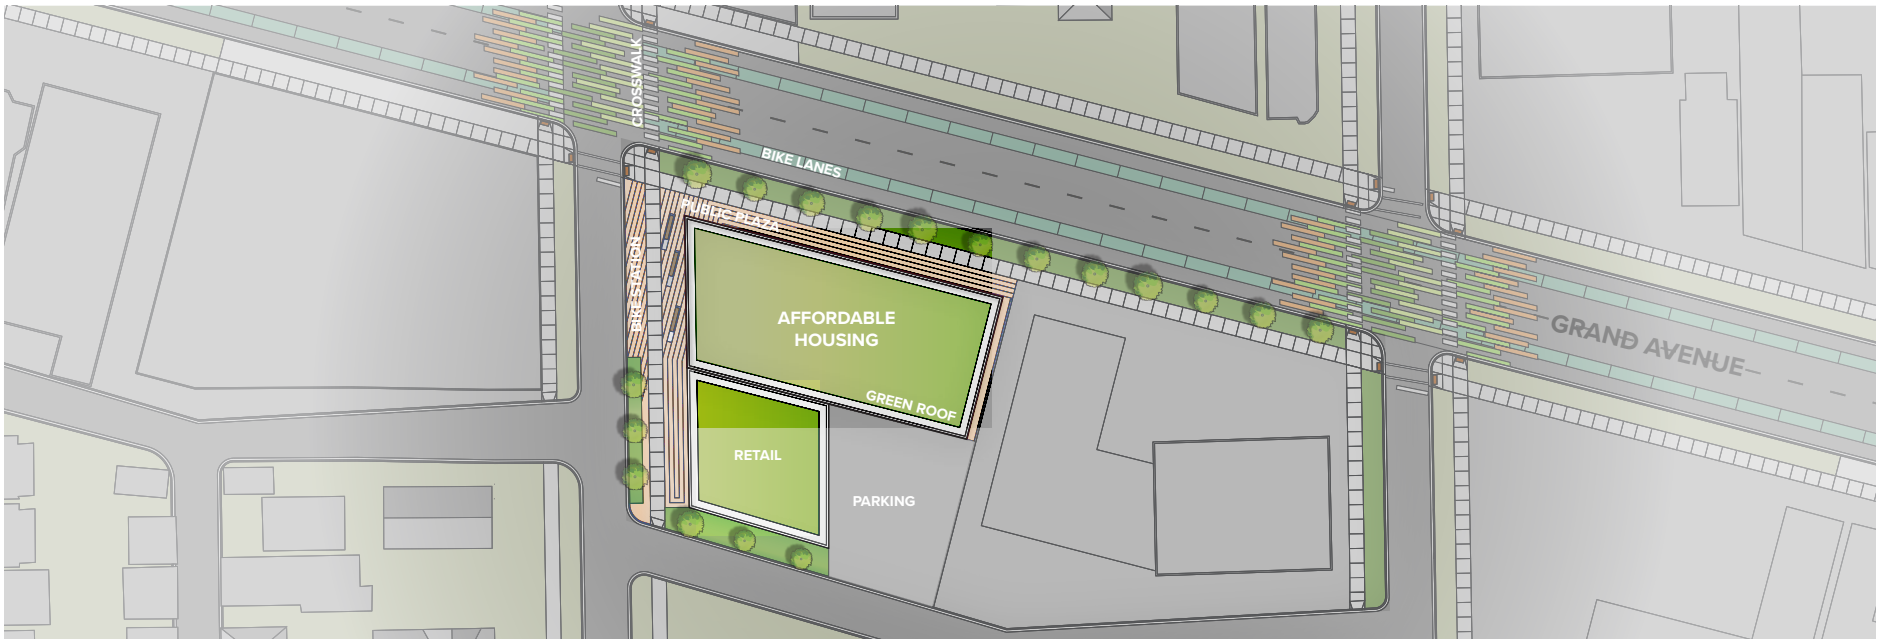 CROSSWALK
BIKE LANES
PUBLIC PLAZA
BIKE STATION
AFFORDABLE
HOUSING
GREEN ROOF
RETAIL
PARKING
GRAND AVENUE